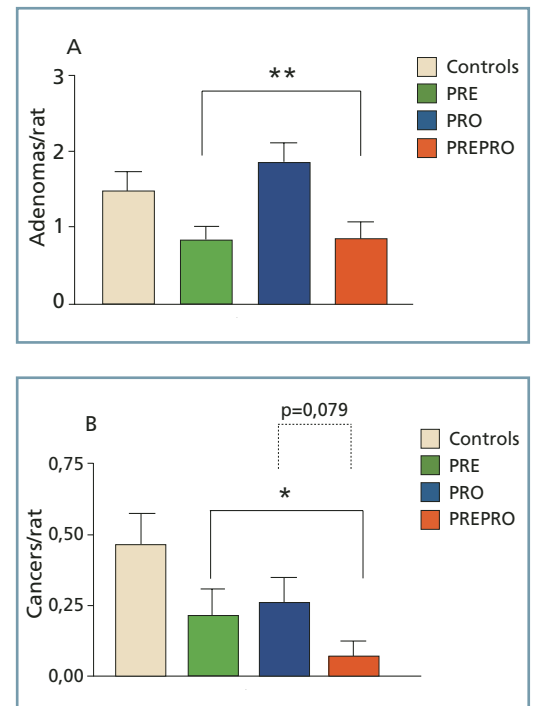 A
3
2
1
0
Adenomas/rat
**
Controls
PRE
PRO
PREPRO
B
p=0,079
0,75
0,50
0,25
0,00
Cancers/rat
*
Controls
PRE
PRO
PREPRO